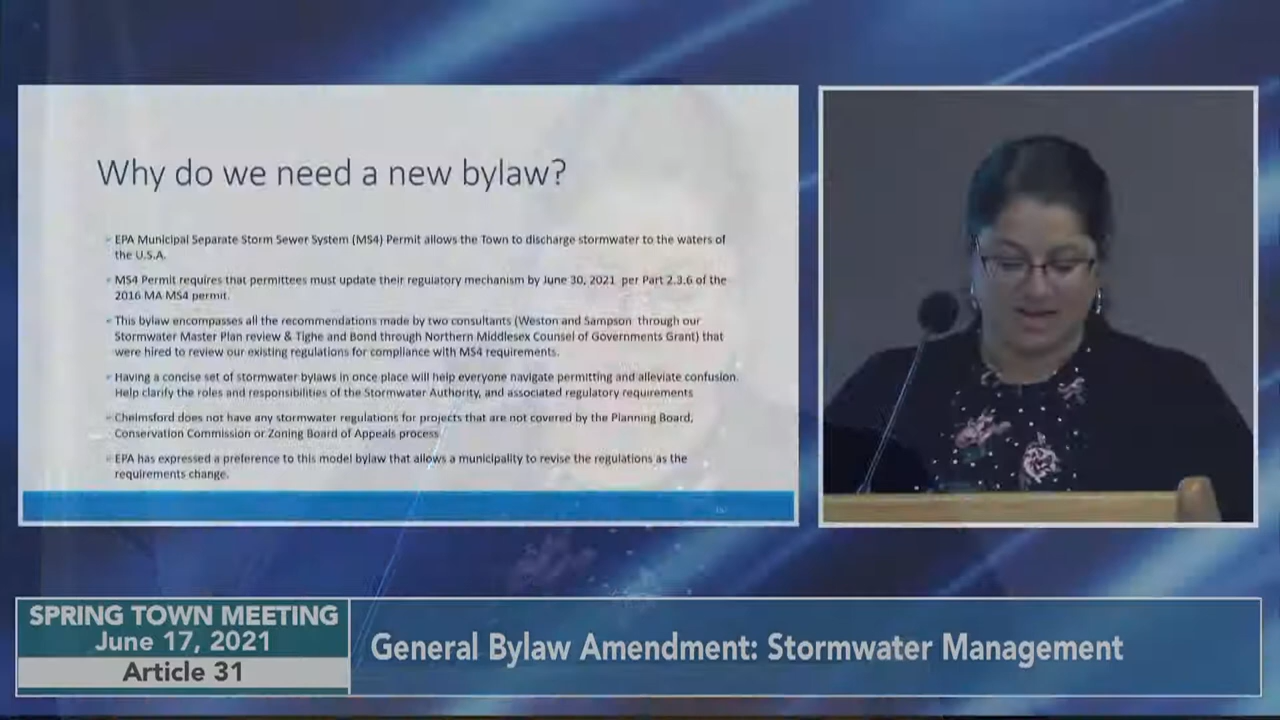 Why do we need a new bylaw?
EPA Municipal Separate Storm Sewer System (MS4) Permit allows the Town to discharge stormwater to the waters of
the U.S.A.
MS4 Permit requires that permittees must update their regulatory mechanism by June 30, 2021 per Part 2.3.6 of the
2016 MA MS4 permit.
This bylaw encompasses all the recommendations made by two consultants (Weston and Sampson through our
Stormwater Master Plan review & Tighe and Bond through Northern Middlesex Counsel of Governments Grant) that
were hired to review our existing regulations for compliance with MS4 requirements.
Having a concise set of stormwater bylaws in once place will help everyone navigate permitting and alleviate confusion.
Help clarify the roles and responsibilities of the Stormwater Authority, and associated regulatory requirements
Chelmsford does not have any stormwater regulations for projects that are not covered by the Planning Board,
Conservation Commission or Zoning Board of Appeals process
EPA has expressed a preference to this model bylaw that allows a municipality to revise the regulations as the
requirements change.
SPRING TOWN MEETING
June 17, 2021
Article 31
General Bylaw Amendment: Stormwater Management